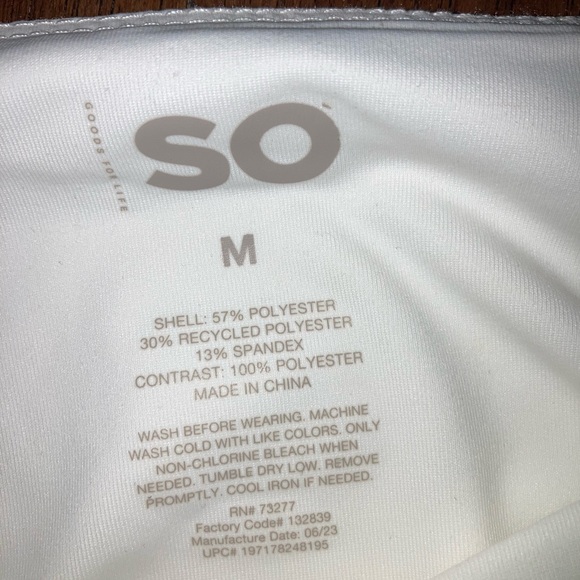 GOODS FOR LIFE
SO
M
SHELL: 57% POLYESTER
30% RECYCLED POLYESTER
13% SPANDEX
CONTRAST: 100% POLYESTER
MADE IN CHINA
WASH BEFORE WEARING. MACHINE
WASH COLD WITH LIKE COLORS. ONLY
NON-CHLORINE BLEACH WHEN
NEEDED. TUMBLE DRY LOW. REMOVE
PROMPTLY. COOL IRON IF NEEDED.
RN# 73277
Factory Code# 132839
Manufacture Date: 06/23
UPC# 197178248195